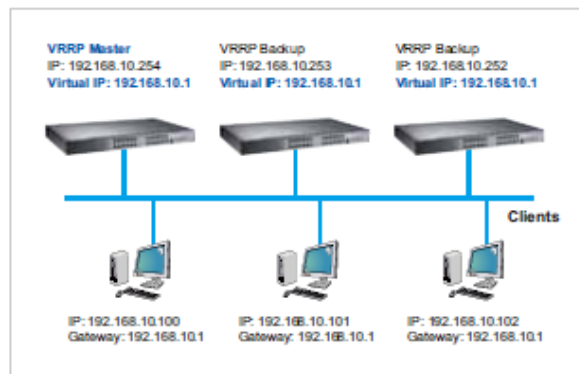 VRRP Master
IP: 192.168.10.254
Virtual IP: 192.168.10.1
VRRP Backup
IP: 192.168.10.253
Virtual IP: 192.168.10.1
VRRP Backup
IP: 192.168.10.252
Virtual IP: 192.168.10.1
Clients
IP: 192.168.10.100
Gateway: 192.168.10.1
IP: 192.168.10.101
Gateway: 192.168.10.1
IP: 192.168.10.102
Gateway: 192.168.10.1